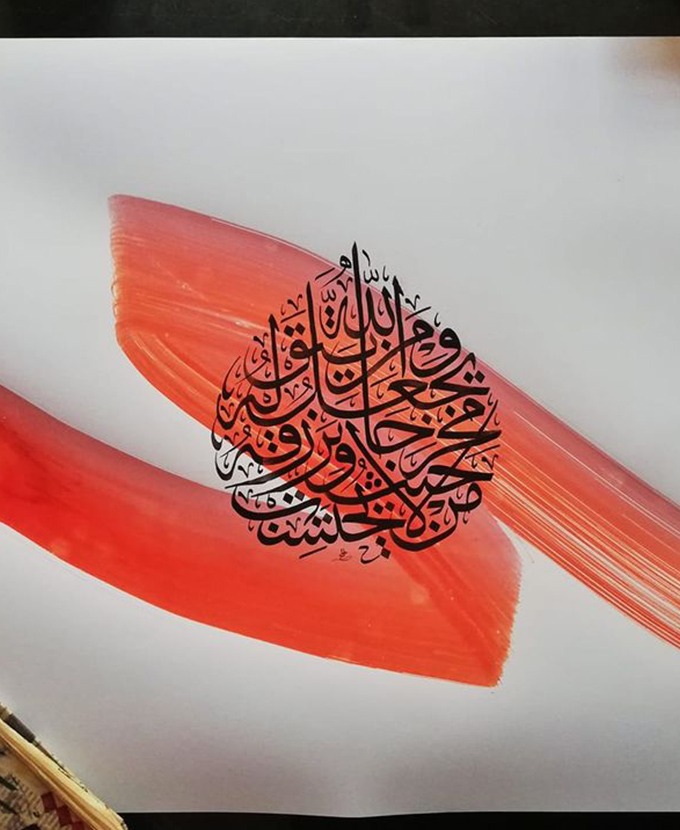 ومن يتق الله يجعل له مخرجا ويرزقه من حيث لا يحتسب